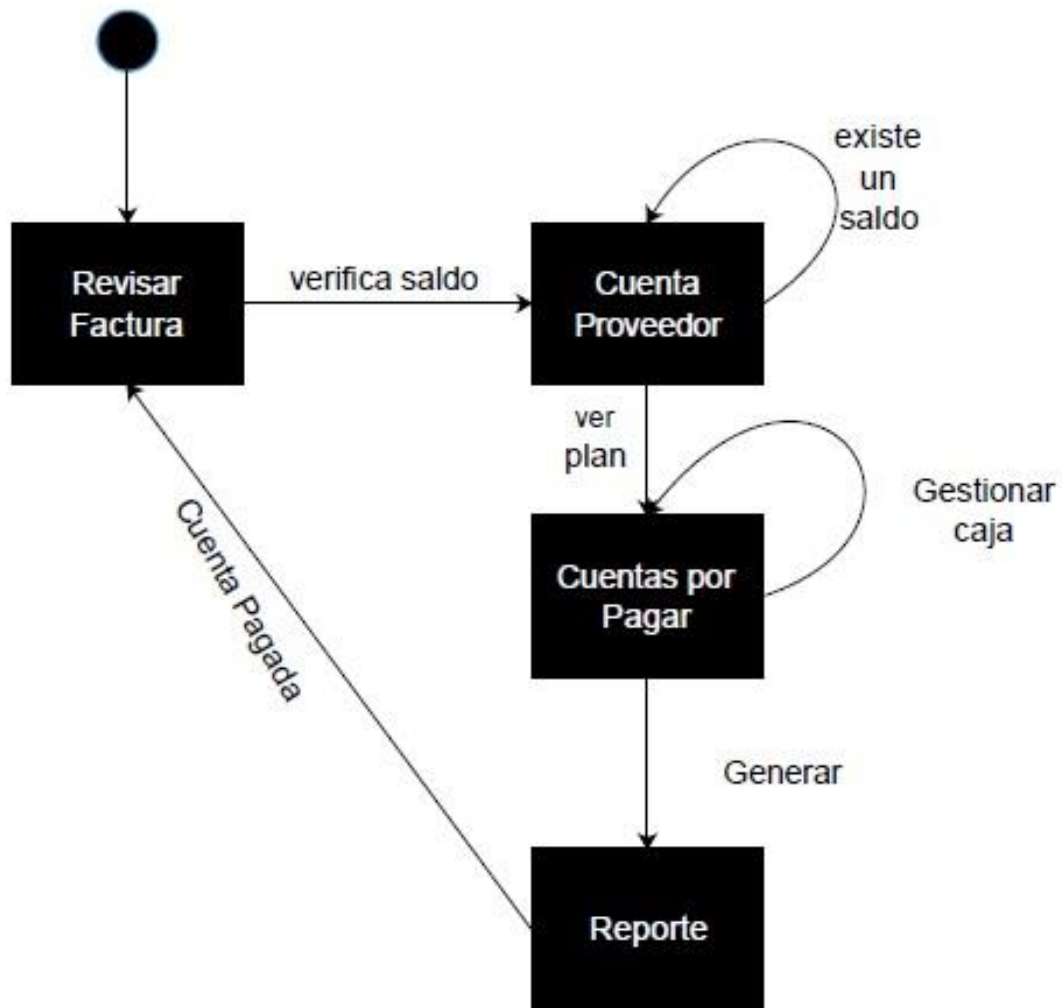 existe
un
saldo
Revisar
Factura
verifica saldo
Cuenta
Proveedor
ver
plan
Gestionar
caja
Cuentas por
Pagar
Cuenta Pagada
Generar
Reporte